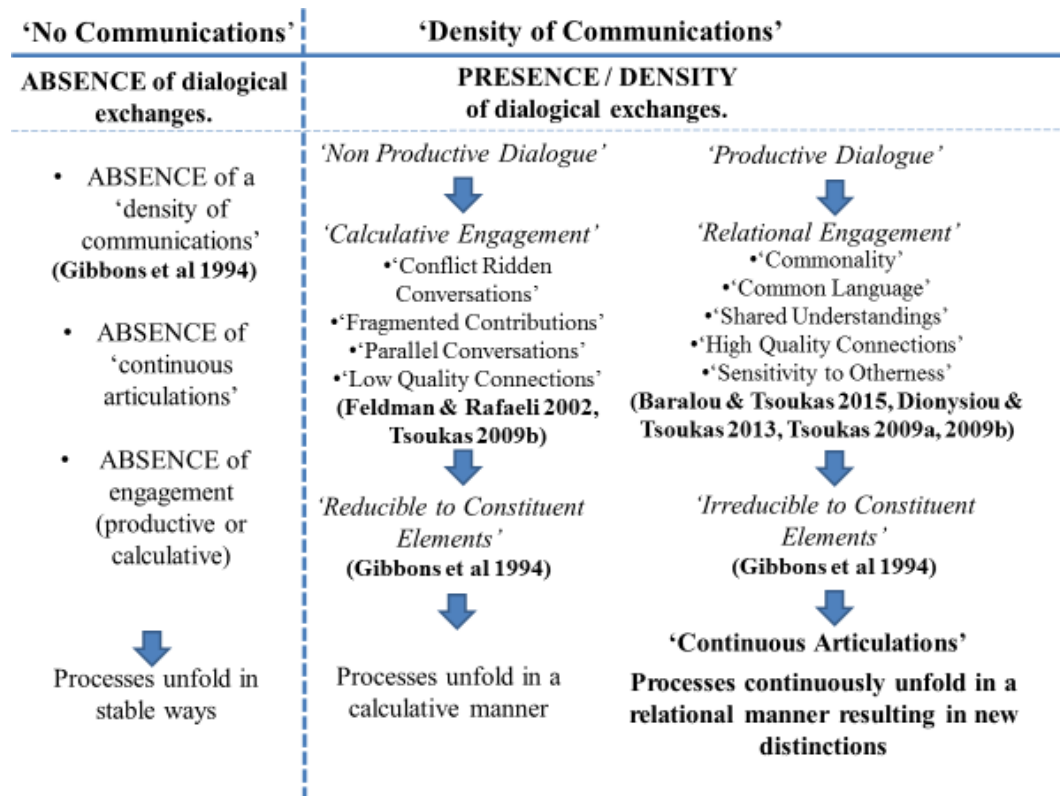 ‘No Communications’
‘Density of Communications’
ABSENCE of dialogical
exchanges.
PRESENCE / DENSITY
of dialogical exchanges.
• ABSENCE of a
‘density of
communications’
(Gibbons et al 1994)
• ABSENCE of
‘continuous
articulations’
• ABSENCE of
engagement
(productive or
calculative)
Processes unfold in
stable ways
‘Non Productive Dialogue’
‘Calculative Engagement’
•‘Conflict Ridden
Conversations’
•‘Fragmented Contributions’
•‘Parallel Conversations’
•‘Low Quality Connections’
(Feldman & Rafaeli 2002,
Tsoukas 2009b)
‘Reducible to Constituent
Elements’
(Gibbons et al 1994)
Processes unfold in a
calculative manner
‘Productive Dialogue’
‘Relational Engagement’
•‘Commonality’
•‘Common Language’
•‘Shared Understandings’
•‘High Quality Connections’
•‘Sensitivity to Otherness’
(Baralou & Tsoukas 2015, Dionysiou &
Tsoukas 2013, Tsoukas 2009a, 2009b)
‘Irreducible to Constituent
Elements’
(Gibbons et al 1994)
‘Continuous Articulations’
Processes continuously unfold in a
relational manner resulting in new
distinctions